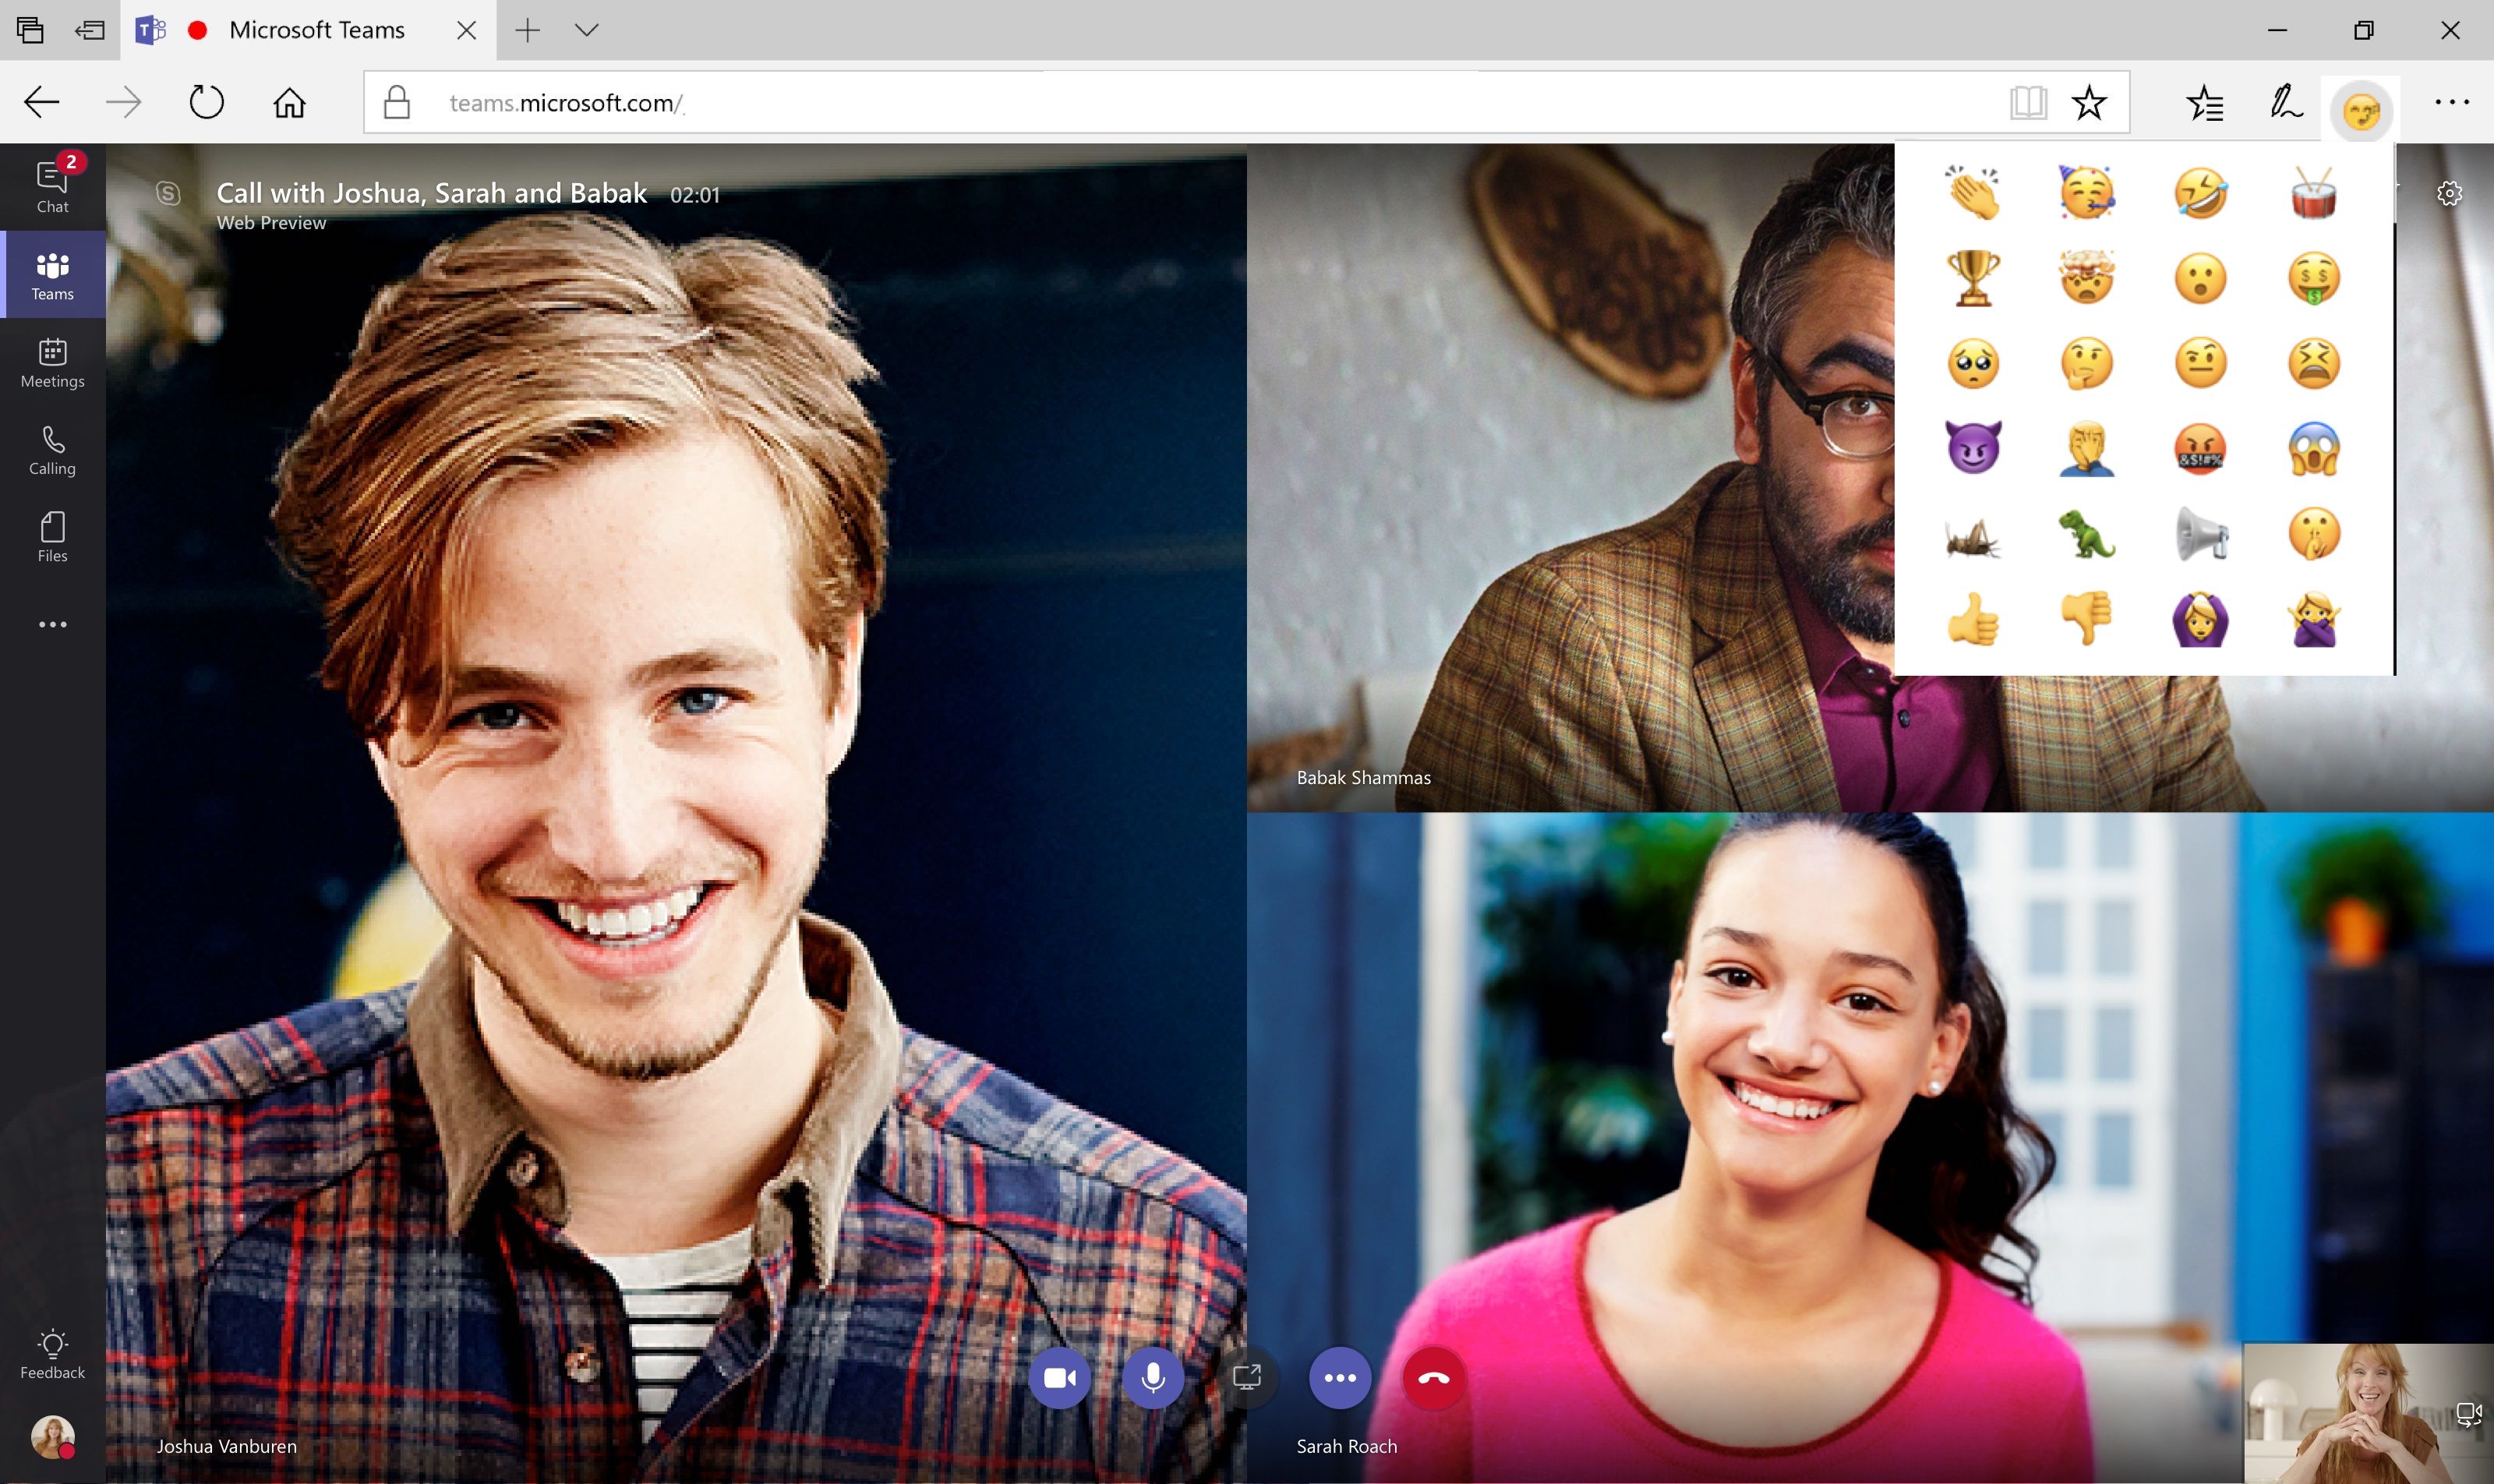 Microsoft Teams
teams.microsoft.com/
2
Chat
Teams
Meetings
Calling
Files
Feedback
Call with Joshua, Sarah and Babak 02:01
Web Preview
&$!#%
Babak Shammas
Joshua Vanburen
Sarah Roach